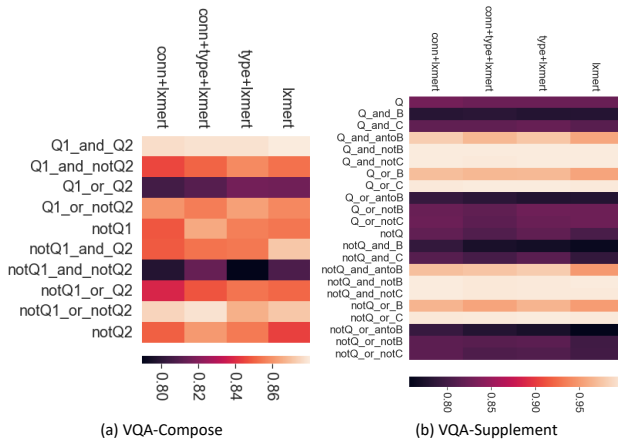 conn+lxmert
conn+type+lxmert
type+lxmert
lxmert
Q1_and_Q2
Q1_and_notQ2
Q1_or_Q2
Q1_or_notQ2
notQ1
notQ1_and_Q2
notQ1_and_notQ2
notQ1_or_Q2
notQ1_or_notQ2
notQ2
0.80
0.82
0.84
0.86
(a) VQA-Compose
conn+lxmert
conn+type+lxmert
type+lxmert
lxmert
Q
Q_and_B
Q_and_C
Q_and_antoB
Q_and_notB
Q_and_notC
Q_or_B
Q_or_C
Q_or_antoB
Q_or_notB
Q_or_notC
notQ
notQ_and_B
notQ_and_C
notQ_and_antoB
notQ_and_notB
notQ_and_notC
notQ_or_B
notQ_or_C
notQ_or_antoB
notQ_or_notB
notQ_or_notC
0.80
0.85
0.90
0.95
(b) VQA-Supplement